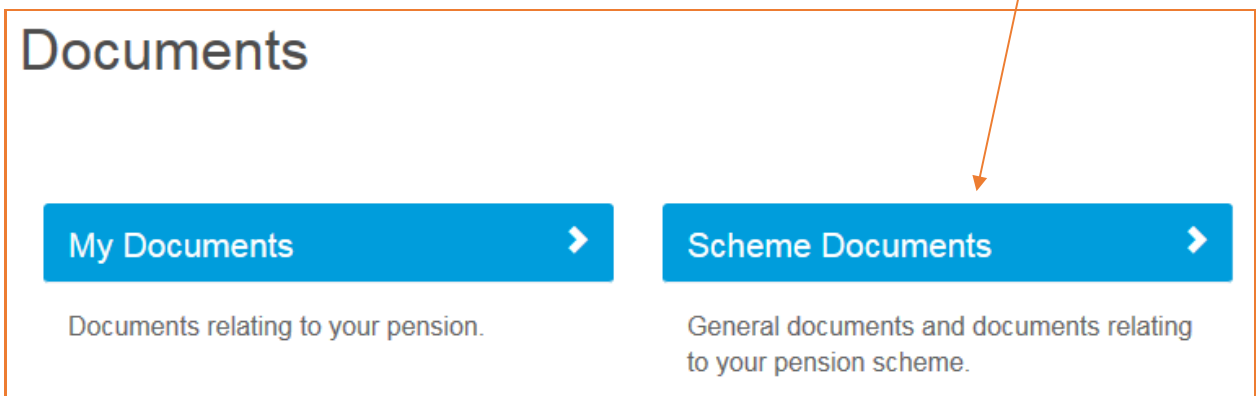 Documents
My Documents
Scheme Documents
Documents relating to your pension.
General documents and documents relating
to your pension scheme.